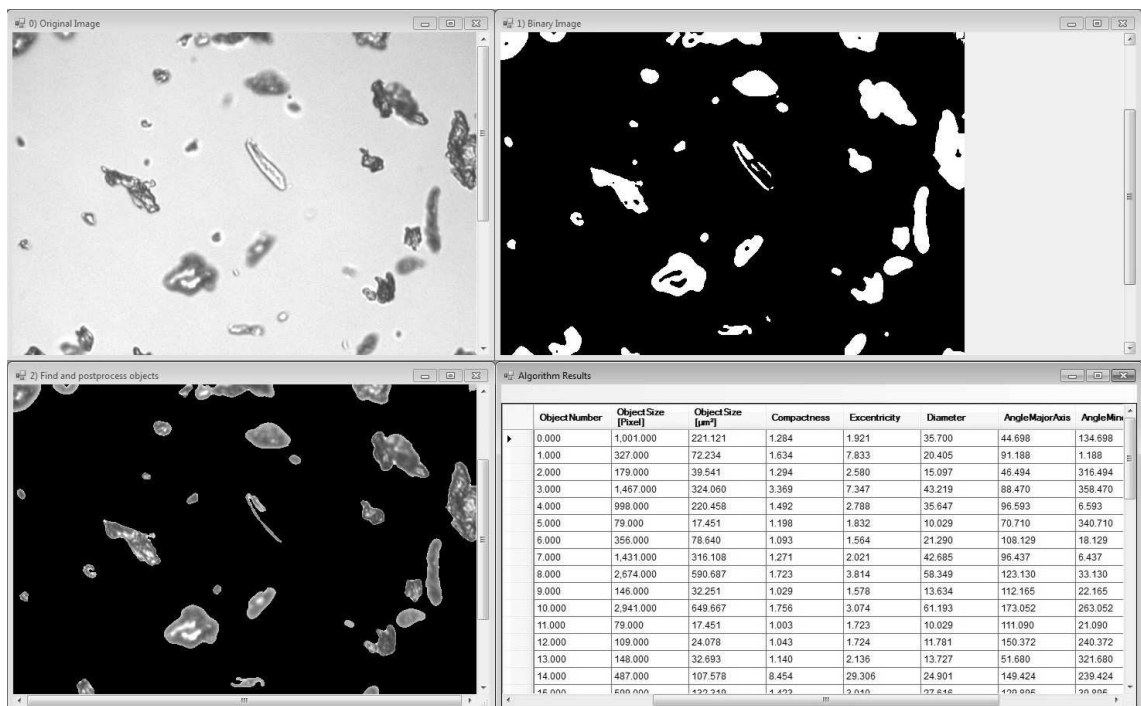 0) Original Image
1) Binary Image
2) Find and postprocess objects
Algorithm Results
ObjectNumber ObjectSize [Pixel] ObjectSize [µm²] Compactness Excentricity Diameter AngleMajorAxis AngleMin
0.000 1,001.000 221.121 1.284 1.921 35.700 44.698 134.698
1.000 327.000 72.234 1.634 7.833 20.405 91.188 1.188
2.000 179.000 39.541 1.294 2.580 15.097 46.494 316.494
3.000 1,467.000 324.060 3.369 7.347 43.219 88.470 358.470
4.000 998.000 220.458 1.492 2.788 35.647 96.593 6.593
5.000 79.000 17.451 1.198 1.832 10.029 70.710 340.710
6.000 356.000 78.640 1.093 1.564 21.290 108.129 18.129
7.000 1,431.000 316.108 1.271 2.021 42.685 96.437 6.437
8.000 2,674.000 590.687 1.723 3.814 58.349 123.130 33.130
9.000 146.000 32.251 1.029 1.578 13.634 112.165 22.165
10.000 2,941.000 649.667 1.756 3.074 61.193 173.052 263.052
11.000 79.000 17.451 1.003 1.723 10.029 111.090 21.090
12.000 109.000 24.078 1.043 1.724 11.781 150.372 240.372
13.000 148.000 32.693 1.140 2.136 13.727 51.680 321.680
14.000 487.000 107.578 8.454 29.306 24.901 149.424 239.424